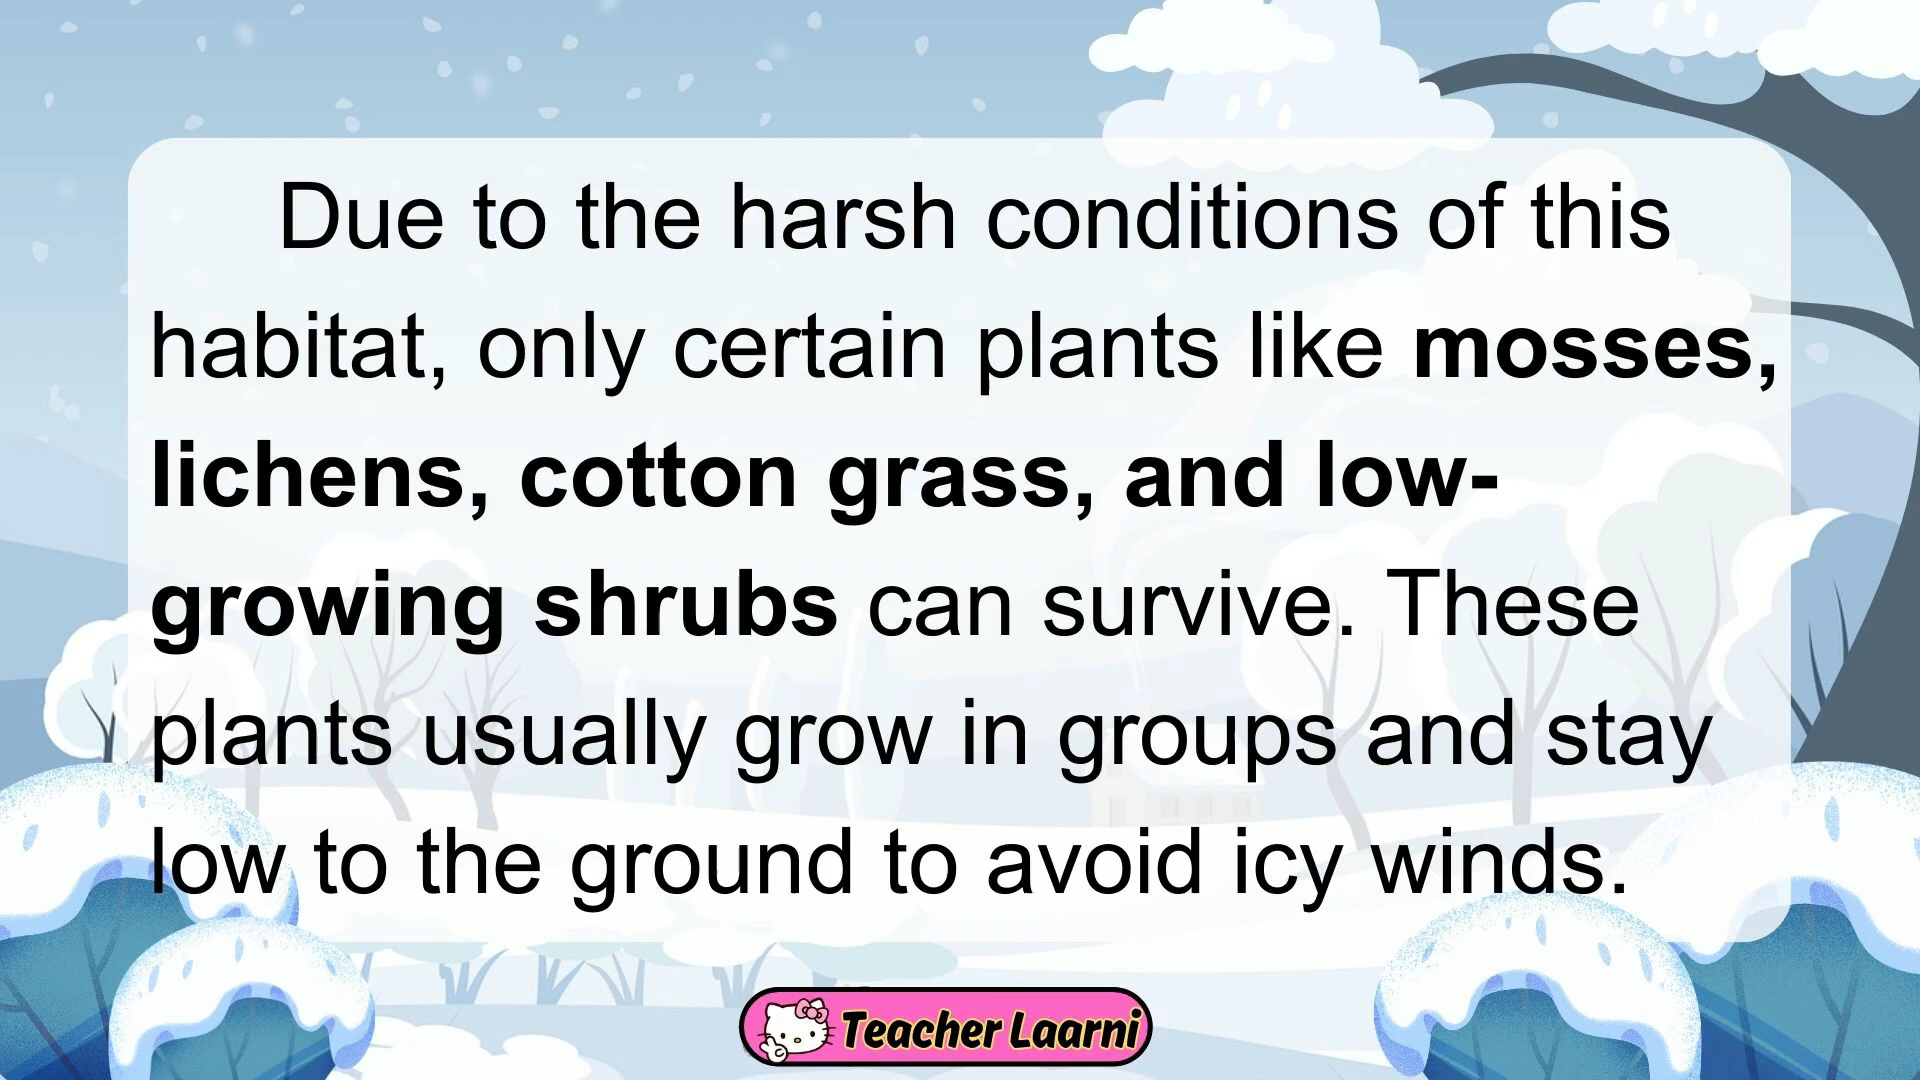 Due to the harsh conditions of this
habitat, only certain plants like mosses,
lichens, cotton grass, and low-
growing shrubs can survive. These
plants usually grow in groups and stay
low to the ground to avoid icy winds.
Teacher Laarni